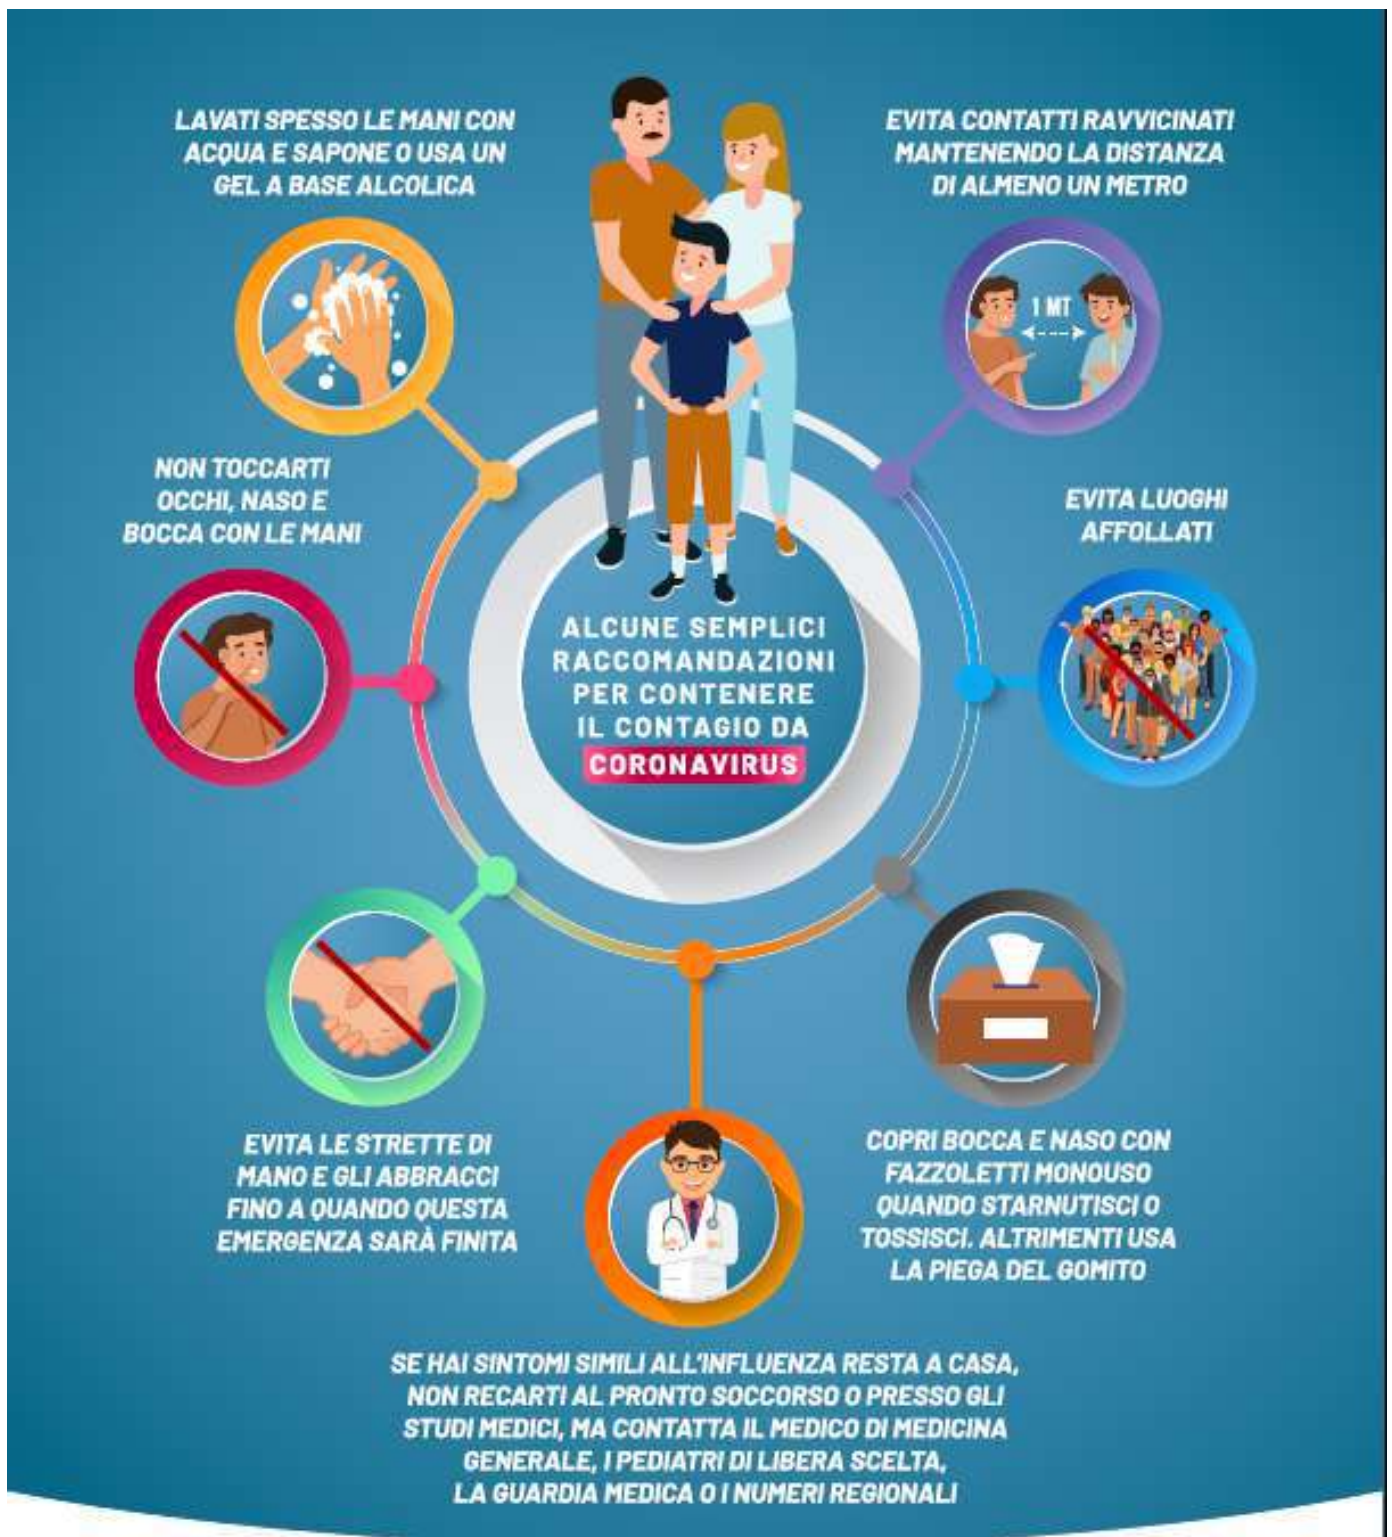 LAVATI SPESSO LE MANI CON
ACQUA E SAPONE O USA UN
GEL A BASE ALCOLICA
EVITA CONTATTI RAVVICINATI
MANTENENDO LA DISTANZA
DI ALMENO UN METRO
1 MT
NON TOCCARTI
OCCHI, NASO E
BOCCA CON LE MANI
EVITA LUOGHI
AFFOLLATI
ALCUNE SEMPLICI
RACCOMANDAZIONI
PER CONTENERE
IL CONTAGIO DA
CORONAVIRUS
EVITA LE STRETTE DI
MANO E GLI ABBRACCI
FINO A QUANDO QUESTA
EMERGENZA SARÀ FINITA
COPRI BOCCA E NASO CON
FAZZOLETTI MONOUSO
QUANDO STARNUTISCI O
TOSSISCI. ALTRIMENTI USA
LA PIEGA DEL GOMITO
SE HAI SINTOMI SIMILI ALL'INFLUENZA RESTA A CASA,
NON RECARTI AL PRONTO SOCCORSO O PRESSO GLI
STUDI MEDICI, MA CONTATTA IL MEDICO DI MEDICINA
GENERALE, I PEDIATRI DI LIBERA SCELTA,
LA GUARDIA MEDICA O I NUMERI REGIONALI